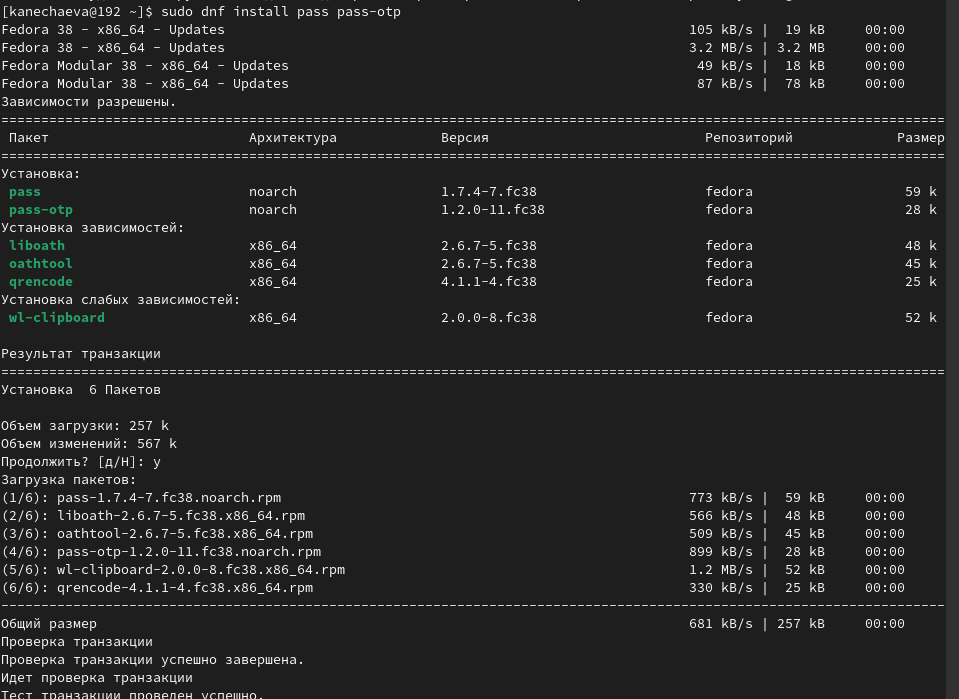 [kanechaeva@192 ~]$ sudo dnf install pass pass-otp
Fedora 38 - x86_64 - Updates 105 kB/s | 19 kB 00:00
Fedora 38 - x86_64 - Updates 3.2 MB/s | 3.2 MB 00:00
Fedora Modular 38 - x86_64 - Updates 49 kB/s | 18 kB 00:00
Fedora Modular 38 - x86_64 - Updates 87 kB/s | 78 kB 00:00
Зависимости разрешены.
================================================================================
Пакет Архитектура Версия Репозиторий Размер
================================================================================
Установка:
pass noarch 1.7.4-7.fc38 fedora 59 k
pass-otp noarch 1.2.0-11.fc38 fedora 28 k
Установка зависимостей:
liboath x86_64 2.6.7-5.fc38 fedora 48 k
oathtool x86_64 2.6.7-5.fc38 fedora 45 k
qrencode x86_64 4.1.1-4.fc38 fedora 25 k
Установка слабых зависимостей:
wl-clipboard x86_64 2.0.0-8.fc38 fedora 52 k
Результат транзакции
================================================================================
Установка 6 Пакетов
Объем загрузки: 257 k
Объем изменений: 567 k
Продолжить? [д/Н]: y
Загрузка пакетов:
(1/6): pass-1.7.4-7.fc38.noarch.rpm 773 kB/s | 59 kB 00:00
(2/6): liboath-2.6.7-5.fc38.x86_64.rpm 566 kB/s | 48 kB 00:00
(3/6): oathtool-2.6.7-5.fc38.x86_64.rpm 509 kB/s | 45 kB 00:00
(4/6): pass-otp-1.2.0-11.fc38.noarch.rpm 899 kB/s | 28 kB 00:00
(5/6): wl-clipboard-2.0.0-8.fc38.x86_64.rpm 1.2 MB/s | 52 kB 00:00
(6/6): qrencode-4.1.1-4.fc38.x86_64.rpm 330 kB/s | 25 kB 00:00
--------------------------------------------------------------------------------
Общий размер 681 kB/s | 257 kB 00:00
Проверка транзакции
Проверка транзакции успешно завершена.
Идет проверка транзакции
Тест транзакции проведен успешно.